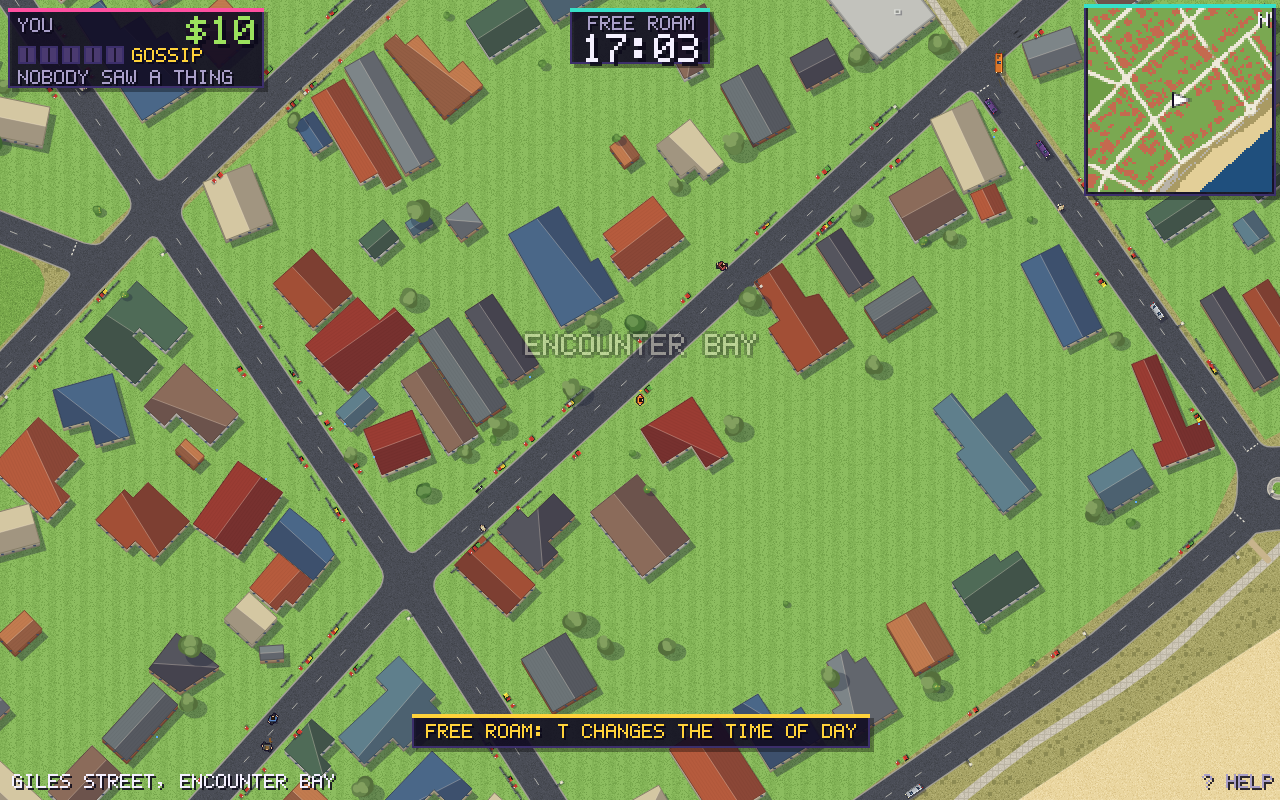 YOU
$10
GOSSIP
NOBODY SAW A THING
FREE ROAM
17:03
N
ENCOUNTER BAY
FREE ROAM: T CHANGES THE TIME OF DAY
GILES STREET, ENCOUNTER BAY
? HELP